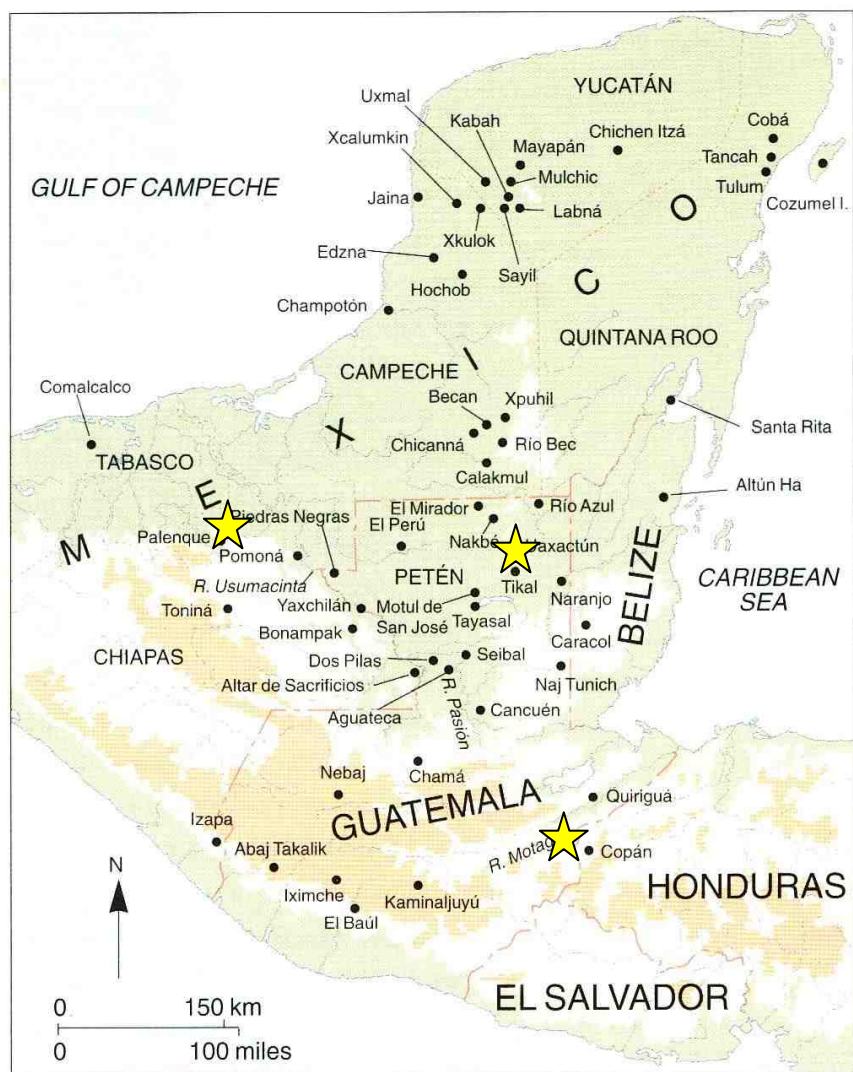 YUCATÁN
Uxmal
Kabah
Cobá
Xcalumkin
Chichen Itzá
Mayapán
Tancah
GULF OF CAMPECHE
Mulchic
Tulum
Jaina
Cozumel I.
Labná
Xkulok
Edzna
Sayil
Hochob
Champotón
M E X I C O
QUINTANA ROO
CAMPECHE
Comalcalco
Becan
Xpuhil
Santa Rita
Chicanná
Río Bec
TABASCO
Calakmul
Altún Ha
El Mirador
Río Azul
Piedras Negras
El Perú
Palenque
Nakbé
Pomoná
PETÉN
Tikal
CARIBBEAN
SEA
R. Usumacinta
Naranjo
BELIZE
Toniná
Yaxchilán
Motul de
San José
Tayasal
Bonampak
Caracol
CHIAPAS
Dos Pilas
Seibal
Altar de Sacrificios
Naj Tunich
Aguateca
R. Pasión
Cancuén
Chamá
Nebaj
GUATEMALA
Quiriguá
Izapa
R. Motag
Copán
Abaj Takalik
N
HONDURAS
Iximche
Kaminaljuyú
El Baúl
EL SALVADOR
0 150 km
0 100 miles